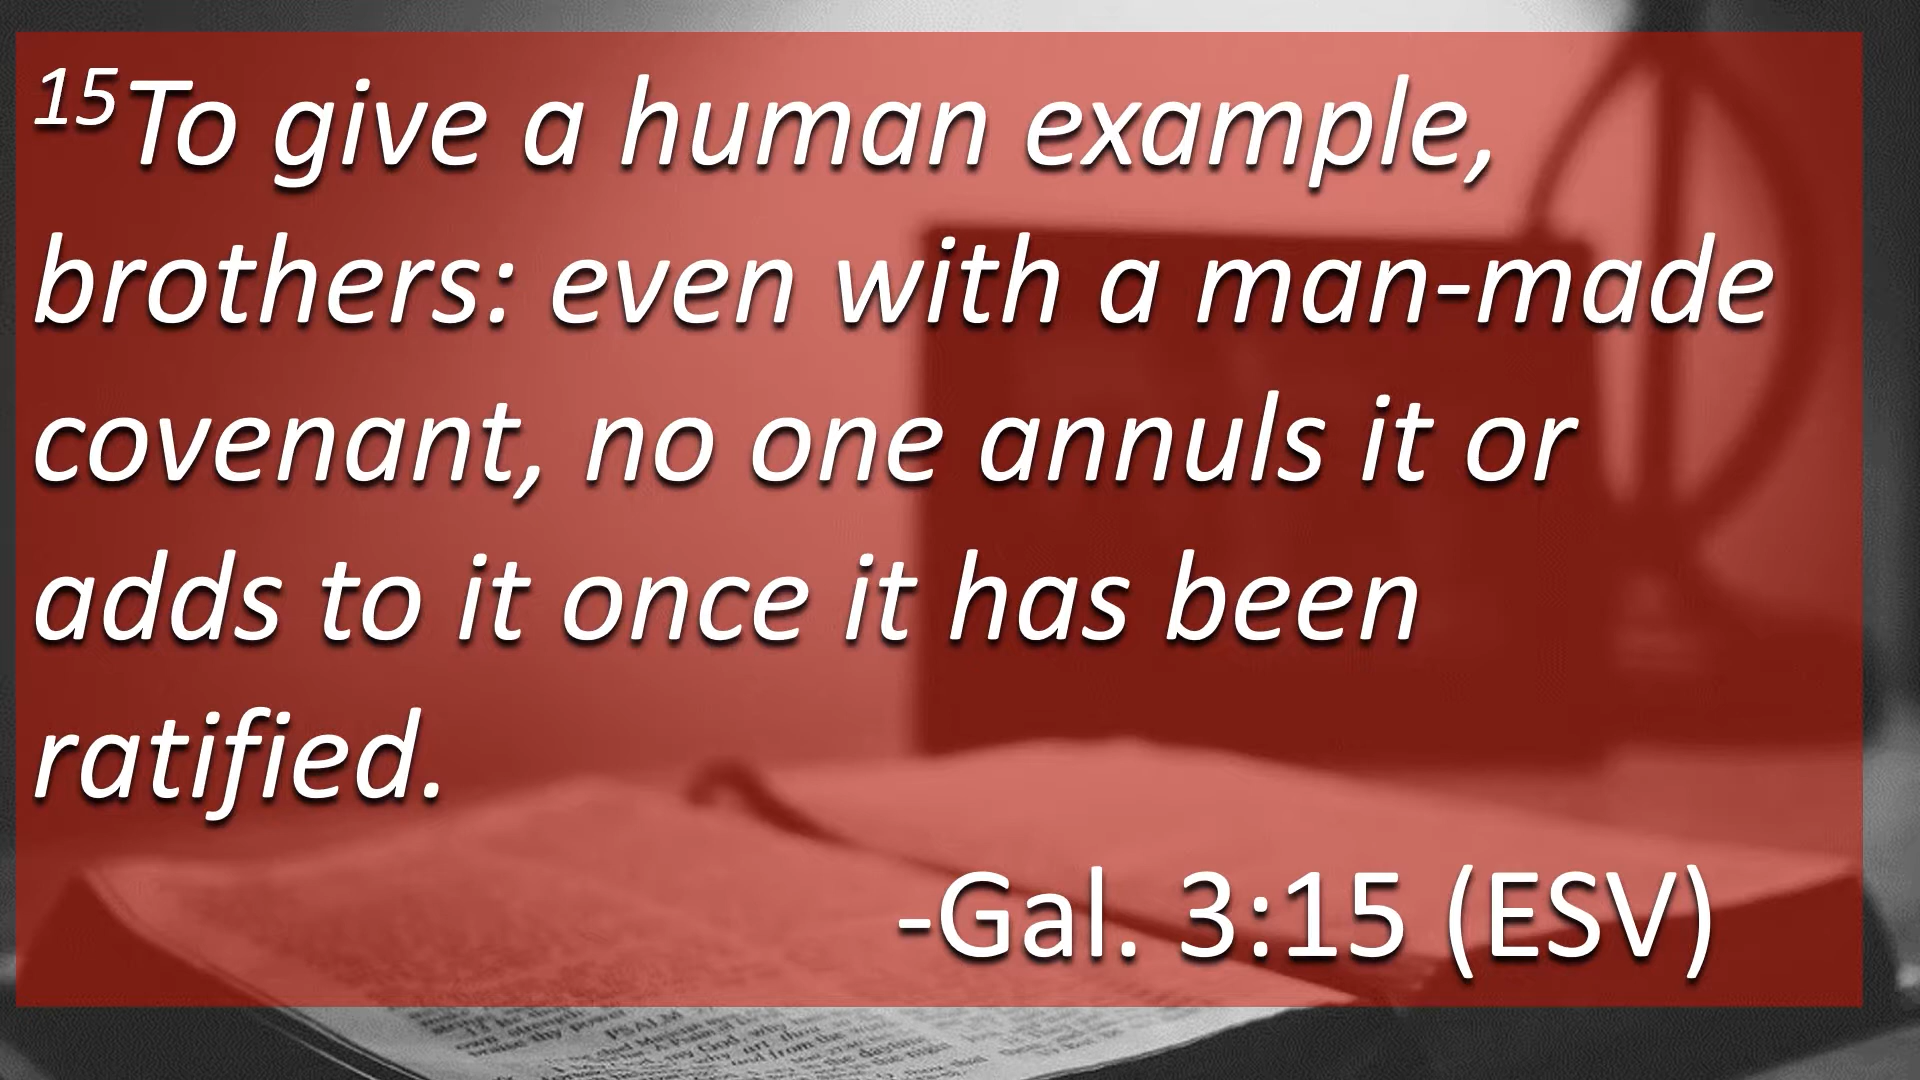 15To give a human example,
brothers: even with a man-made
covenant, no one annuls it or
adds to it once it has been
ratified.
-Gal. 3:15 (ESV)
PSALM